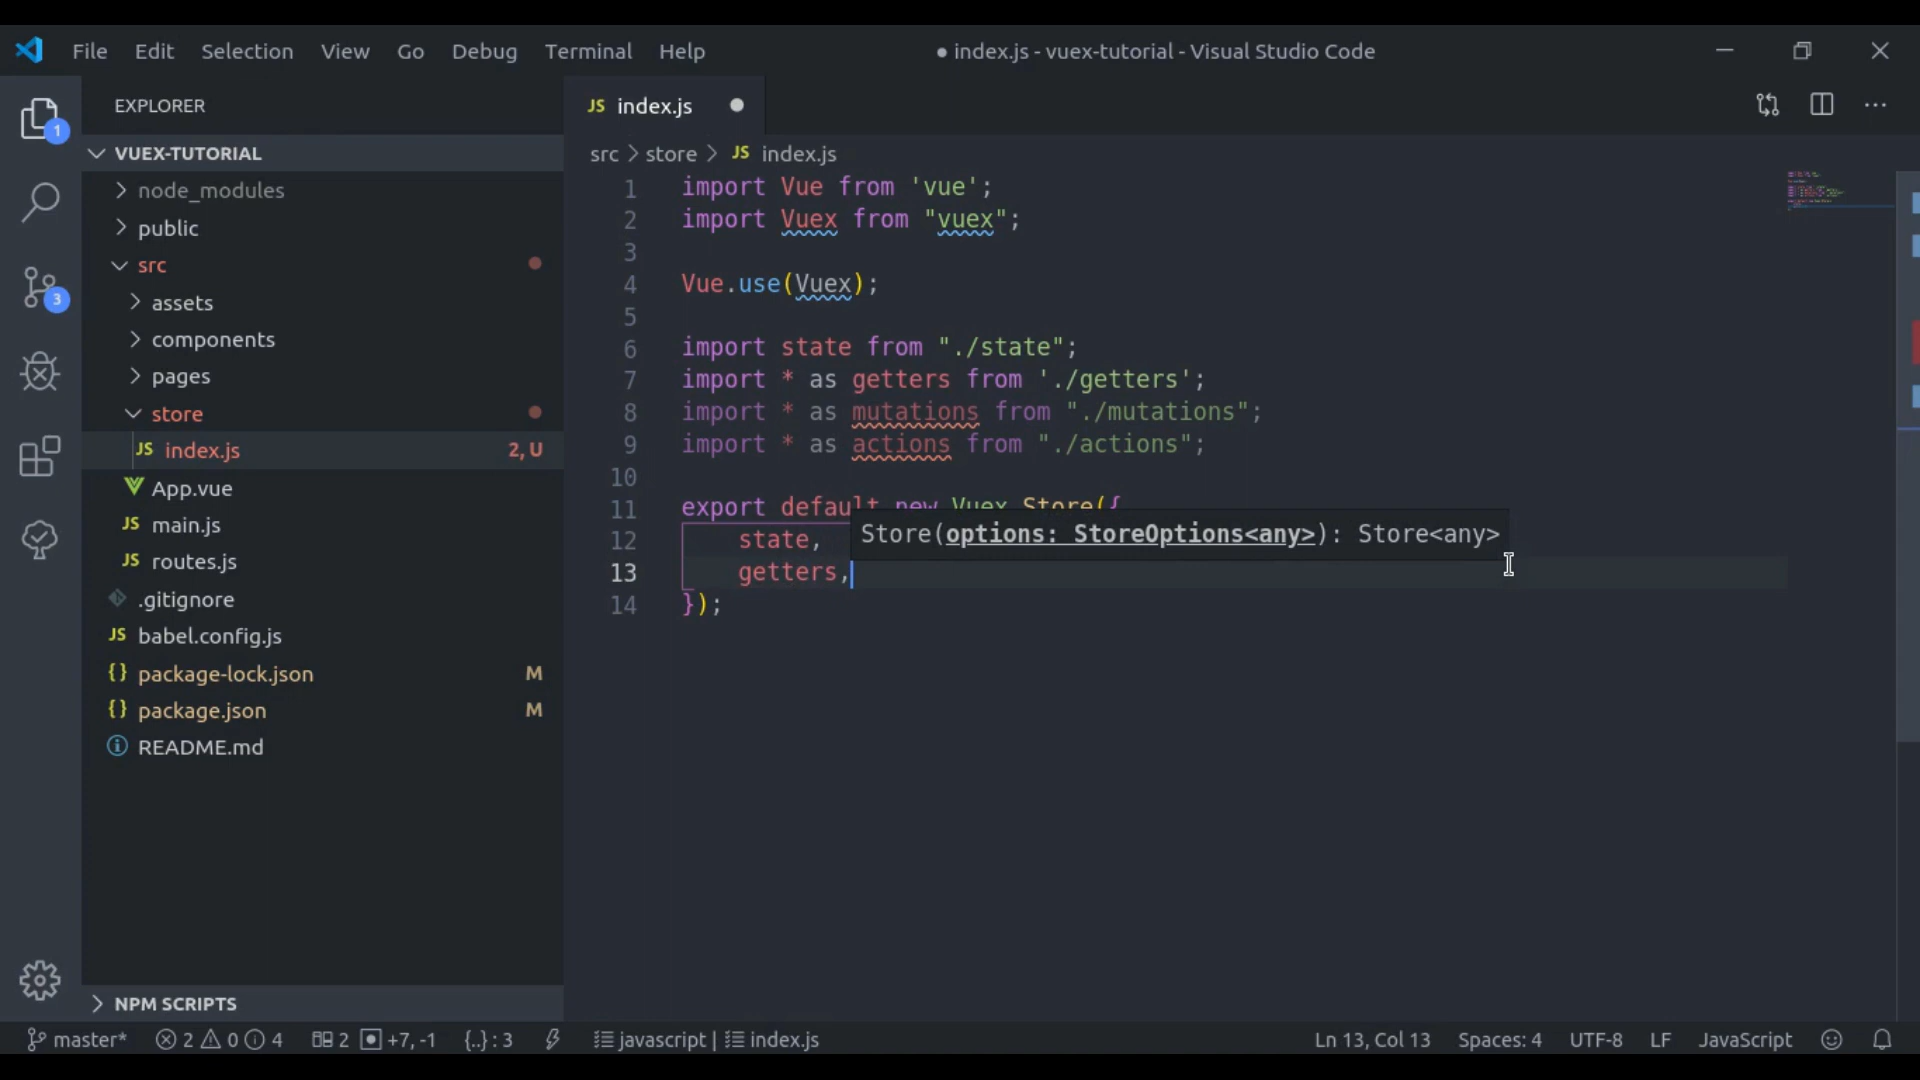 File Edit Selection View Go Debug Terminal Help
● index.js - vuex-tutorial - Visual Studio Code
EXPLORER
JS index.js
1
VUEX-TUTORIAL
src > store > JS index.js
node_modules
public
src
3
assets
components
pages
store
JS index.js 2, U
App.vue
JS main.js
JS routes.js
.gitignore
JS babel.config.js
{} package-lock.json M
{} package.json M
README.md
NPM SCRIPTS
1 import Vue from 'vue';
2 import Vuex from "vuex";
3
4 Vue.use(Vuex);
5
6 import state from "./state";
7 import * as getters from './getters';
8 import * as mutations from "./mutations";
9 import * as actions from "./actions";
10
11 export default new Vuex.Store({
Store(options: StoreOptions<any>): Store<any>
12 state,
13 getters,
14 });
master* 2 0 4 2 +7, -1 {..} : 3 javascript | index.js
Ln 13, Col 13 Spaces: 4 UTF-8 LF JavaScript